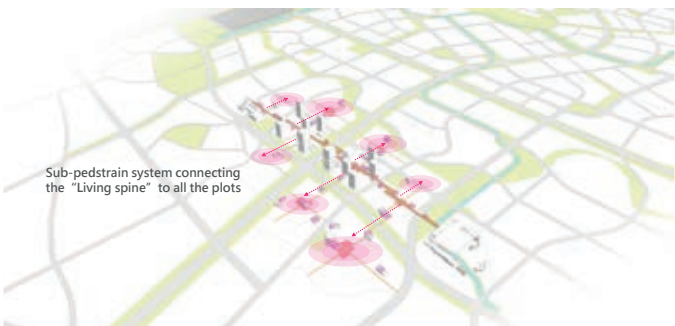 Sub-pedstrain system connecting
the “Living spine” to all the plots